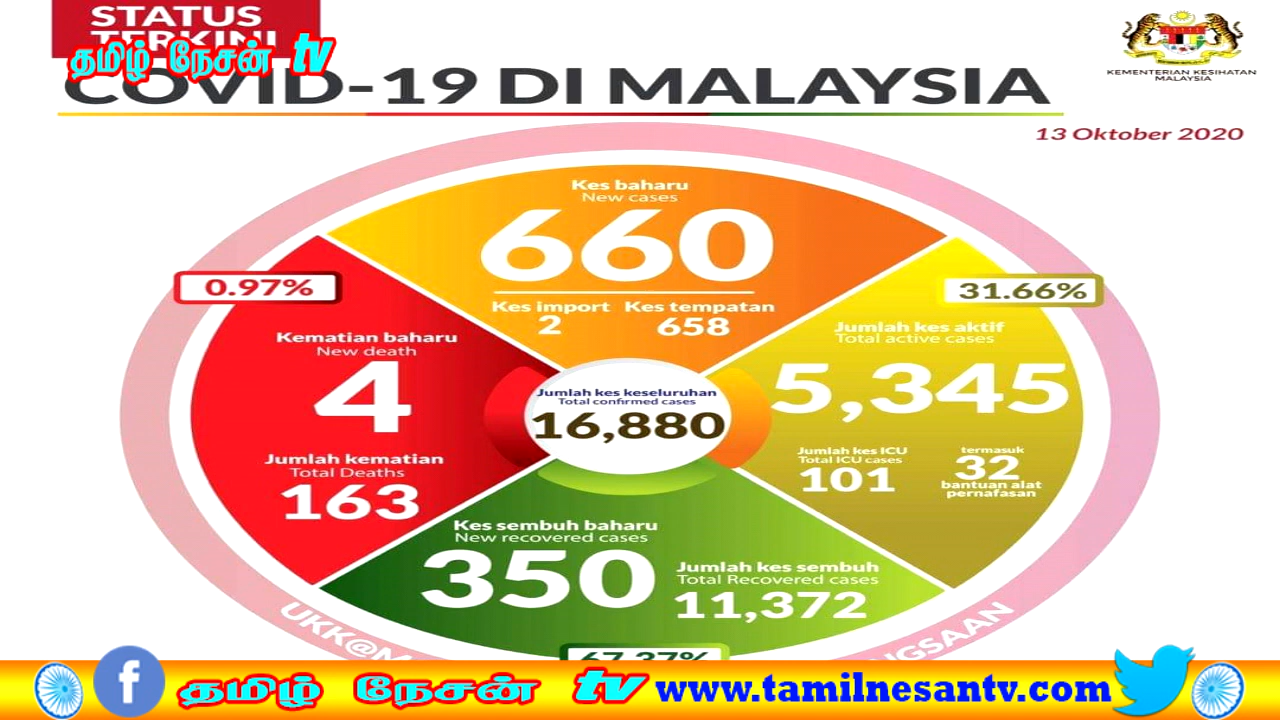 STATUS
TERKINI
தமிழ் நேசன் tv
COVID-19 DI MALAYSIA
KEMENTERIAN KESIHATAN
MALAYSIA
13 Oktober 2020
Kes baharu
New cases
660
Kes import Kes tempatan
2 658
0.97%
Kematian baharu
New death
4
Jumlah kematian
Total Deaths
163
31.66%
Jumlah kes aktif
Total active cases
5,345
Jumlah kes ICU
Total ICU cases
101
termasuk
32
bantuan alat
pernafasan
Jumlah kes keseluruhan
Total confirmed cases
16,880
Kes sembuh baharu
New recovered cases
350
Jumlah kes sembuh
Total Recovered cases
11,372
67.37%
f தமிழ் நேசன் tv www.tamilnesantv.com